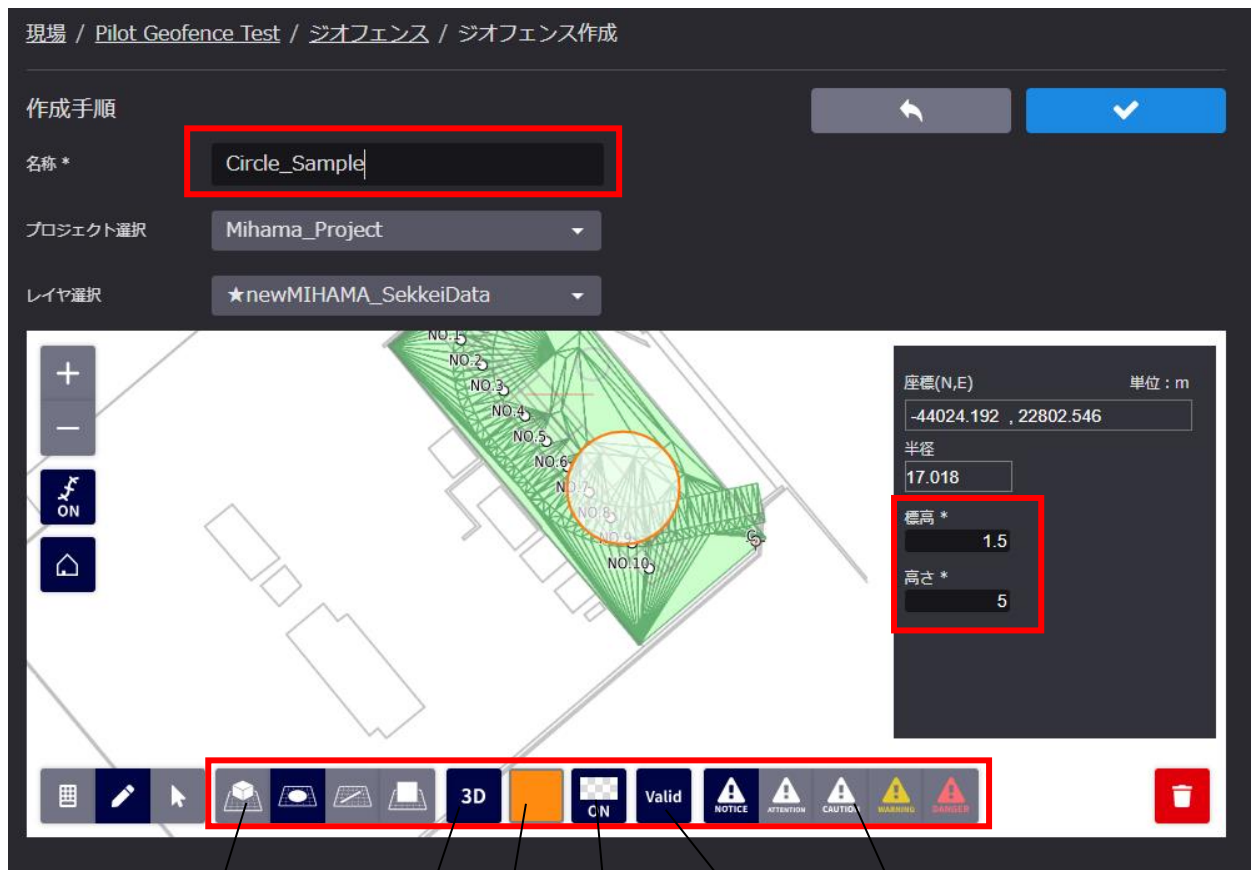 現場 / Pilot Geofence Test / ジオフェンス / ジオフェンス作成
作成手順
名称 *
Circle_Sample
プロジェクト選択
Mihama_Project
レイヤ選択
★newMIHAMA_SekkeiData
NO.1
NO.2
NO.3
NO.4
NO.5
NO.6
NO.7
NO.8
NO.9
NO.10
ON
座標(N,E) 単位：m
-44024.192 , 22802.546
半径
17.018
標高 *
1.5
高さ *
5
3D
ON
Valid
NOTICE
ATTENTION
CAUTION
WARNING
DANGER